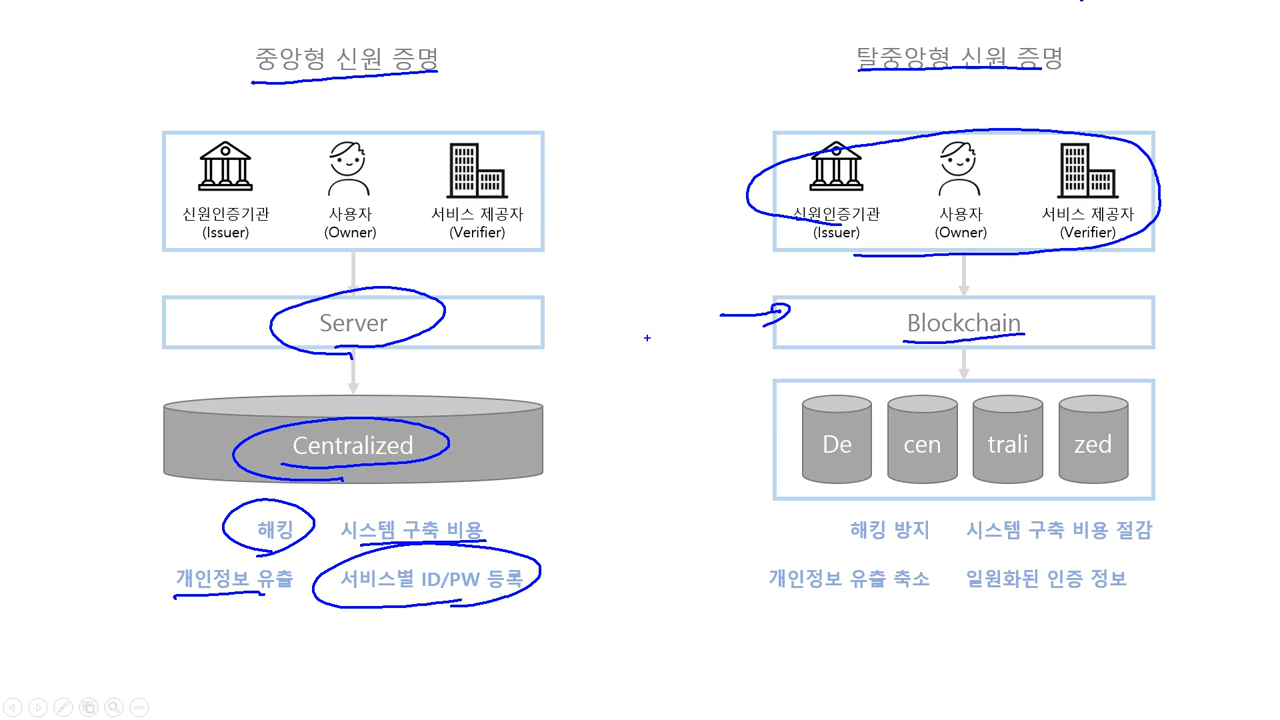 중앙형 신원 증명
신원인증기관
(Issuer)
사용자
(Owner)
서비스 제공자
(Verifier)
Server
Centralized
해킹
시스템 구축 비용
개인정보 유출
서비스별 ID/PW 등록
탈중앙형 신원 증명
신원인증기관
(Issuer)
사용자
(Owner)
서비스 제공자
(Verifier)
Blockchain
De
cen
trali
zed
해킹 방지
시스템 구축 비용 절감
개인정보 유출 축소
일원화된 인증 정보